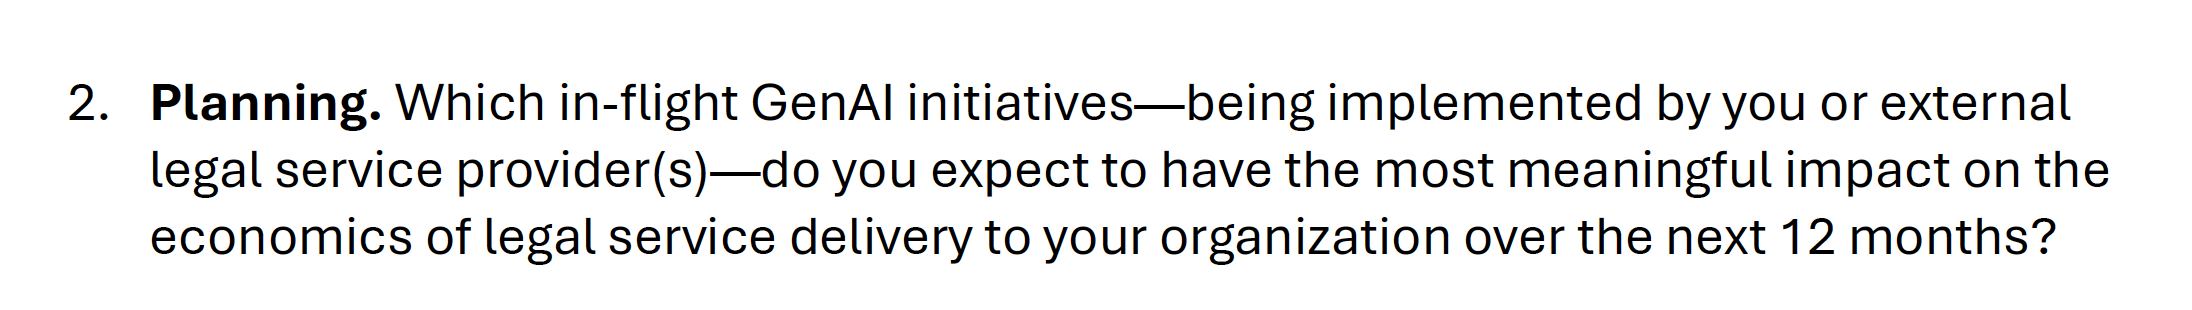 2. Planning. Which in-flight GenAI initiatives—being implemented by you or external
legal service provider(s)—do you expect to have the most meaningful impact on the
economics of legal service delivery to your organization over the next 12 months?